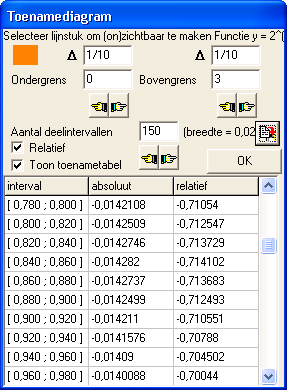 Toenamediagram
Selecteer lijnstuk om (on)zichtbaar te maken Functie y = 2^(
Δ 1/10 Δ 1/10
Ondergrens 0 Bovengrens 3
Aantal deelintervallen 150 (breedte = 0,02
Relatief
Toon toenametabel OK
interval absoluut relatief
[ 0,780 ; 0,800 ] -0,0142108 -0,71054
[ 0,800 ; 0,820 ] -0,0142509 -0,712547
[ 0,820 ; 0,840 ] -0,0142746 -0,713729
[ 0,840 ; 0,860 ] -0,014282 -0,714102
[ 0,860 ; 0,880 ] -0,0142737 -0,713683
[ 0,880 ; 0,900 ] -0,0142499 -0,712493
[ 0,900 ; 0,920 ] -0,014211 -0,710551
[ 0,920 ; 0,940 ] -0,0141576 -0,70788
[ 0,940 ; 0,960 ] -0,01409 -0,704502
[ 0,960 ; 0,980 ] -0,0140088 -0,70044